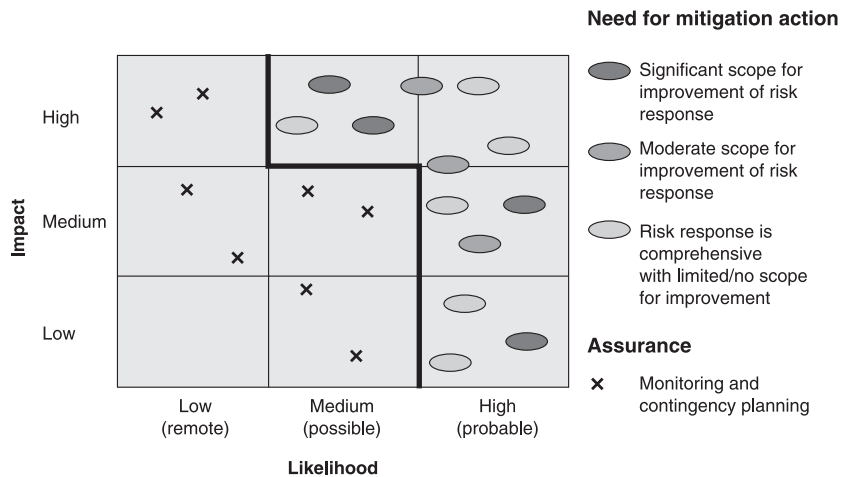 Need for mitigation action
Significant scope for
improvement of risk
response
Moderate scope for
improvement of risk
response
Risk response is
comprehensive
with limited/no scope
for improvement
Assurance
Monitoring and
contingency planning
Impact
High
Medium
Low
Low
(remote)
Medium
(possible)
High
(probable)
Likelihood